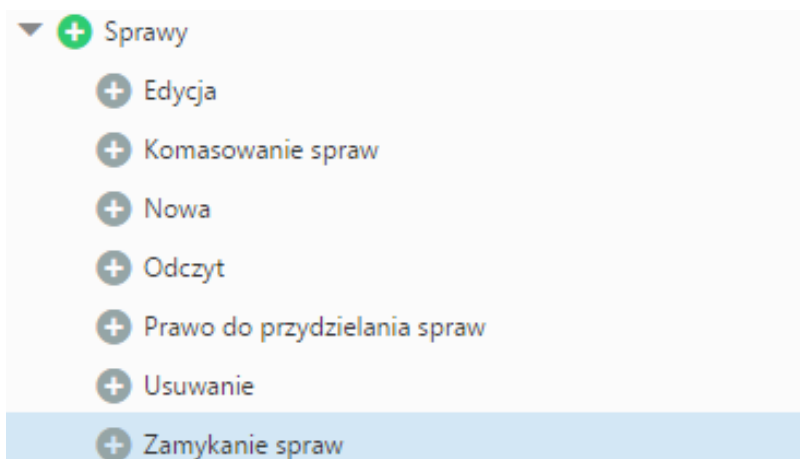 Sprawy
Edycja
Komasowanie spraw
Nowa
Odczyt
Prawo do przydzielania spraw
Usuwanie
Zamykanie spraw